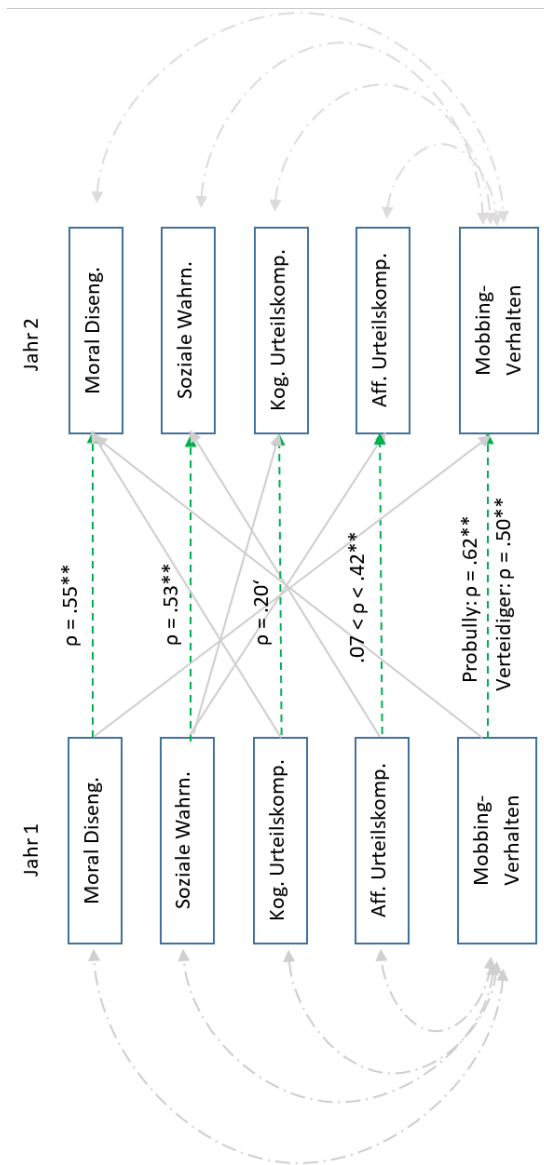 Jahr 1
Jahr 2
Moral Diseng.
ρ = .55**
Moral Diseng.
Soziale Wahrn.
ρ = .53**
Soziale Wahrn.
Kog. Urteilskomp.
ρ = .20‘
Kog. Urteilskomp.
Aff. Urteilskomp.
.07 < ρ < .42**
Aff. Urteilskomp.
Mobbing-
Verhalten
Probully: ρ = .62**
Verteidiger: ρ = .50**
Mobbing-
Verhalten